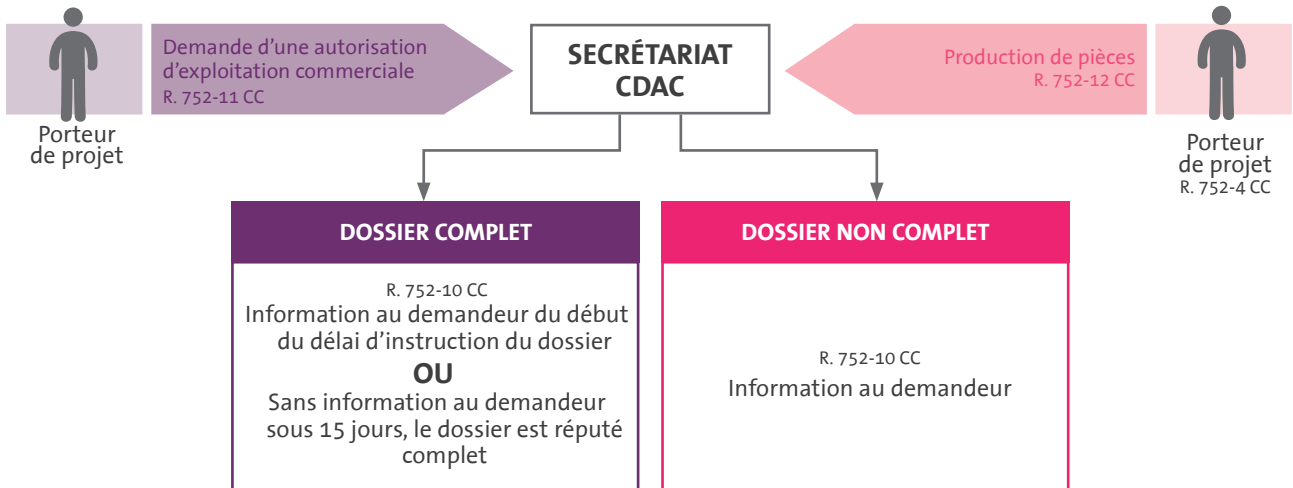 Demande d’une autorisation
d’exploitation commerciale
R. 752-11 CC
Porteur
de projet
SECRÉTARIAT
CDAC
Production de pièces
R. 752-12 CC
Porteur
de projet
R. 752-4 CC
DOSSIER COMPLET
R. 752-10 CC
Information au demandeur du début
du délai d’instruction du dossier
OU
Sans information au demandeur
sous 15 jours, le dossier est réputé
complet
DOSSIER NON COMPLET
R. 752-10 CC
Information au demandeur